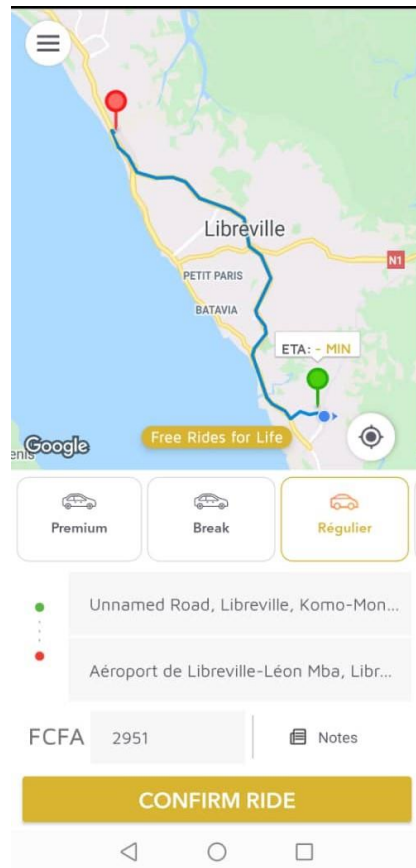 Libreville
N1
PETIT PARIS
BATAVIA
ETA: - MIN
Free Rides for Life
Google
Premium
Break
Régulier
Unnamed Road, Libreville, Komo-Mon...
Aéroport de Libreville-Léon Mba, Libr...
FCFA
2951
Notes
CONFIRM RIDE